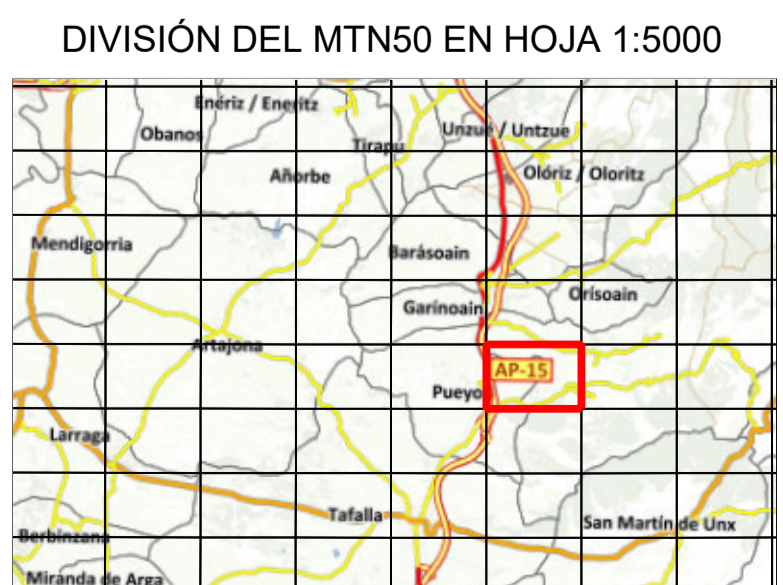 DIVISIÓN DEL MTN50 EN HOJA 1:5000
Enériz / Eneritz
Obanos
Unzué / Untzue
Tirapu
Añorbe
Olóriz / Oloritz
Mendigorria
Barásoain
Orisoain
Garínoain
Artajona
AP-15
Pueyo
Larraga
Tafalla
San Martín de Unx
Berbinzana
Miranda de Arga